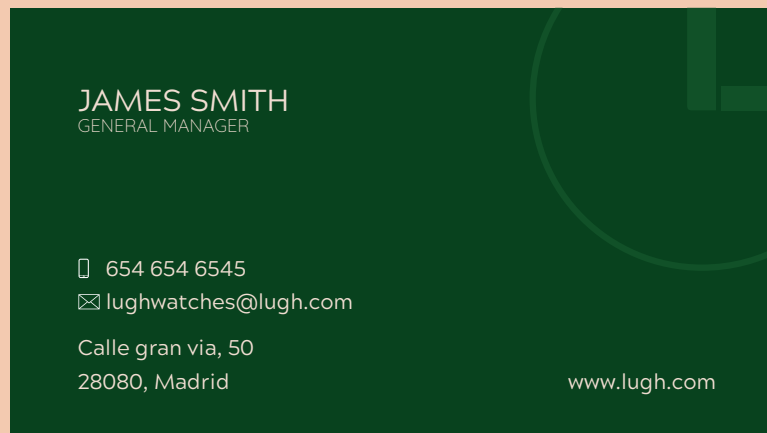 JAMES SMITH
GENERAL MANAGER
654 654 6545
lughwatches@lugh.com
Calle gran via, 50
28080, Madrid
www.lugh.com